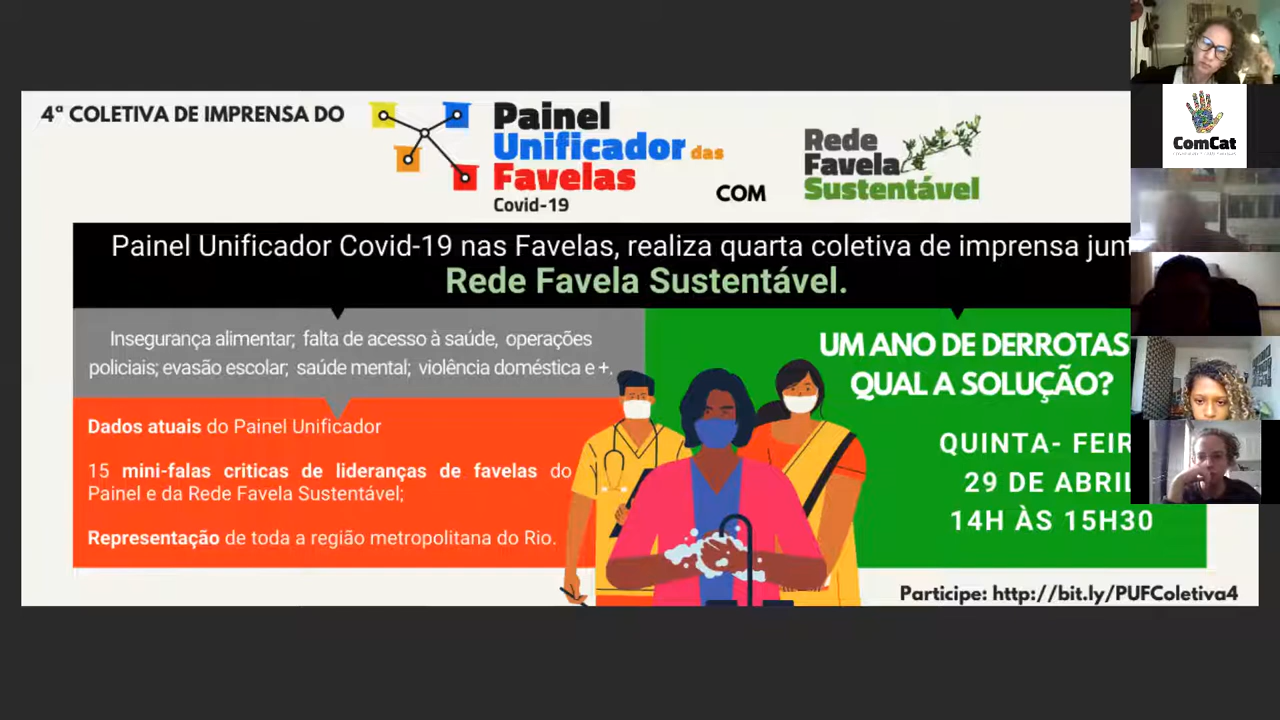 4ª COLETIVA DE IMPRENSA DO
Painel
Unificador das
Favelas
Covid-19
COM
Rede
Favela
Sustentável
ComCat
Painel Unificador Covid-19 nas Favelas, realiza quarta coletiva de imprensa
Rede Favela Sustentável.
Insegurança alimentar; falta de acesso à saúde, operações
policiais; evasão escolar; saúde mental; violência doméstica e +.
Dados atuais do Painel Unificador
15 mini-falas criticas de lideranças de favelas do
Painel e da Rede Favela Sustentável;
Representação de toda a região metropolitana do Rio.
UM ANO DE DERROTAS
QUAL A SOLUÇÃO?
QUINTA- FEIR
29 DE ABRIL
14H ÀS 15H30
Participe: http://bit.ly/PUFColetiva4